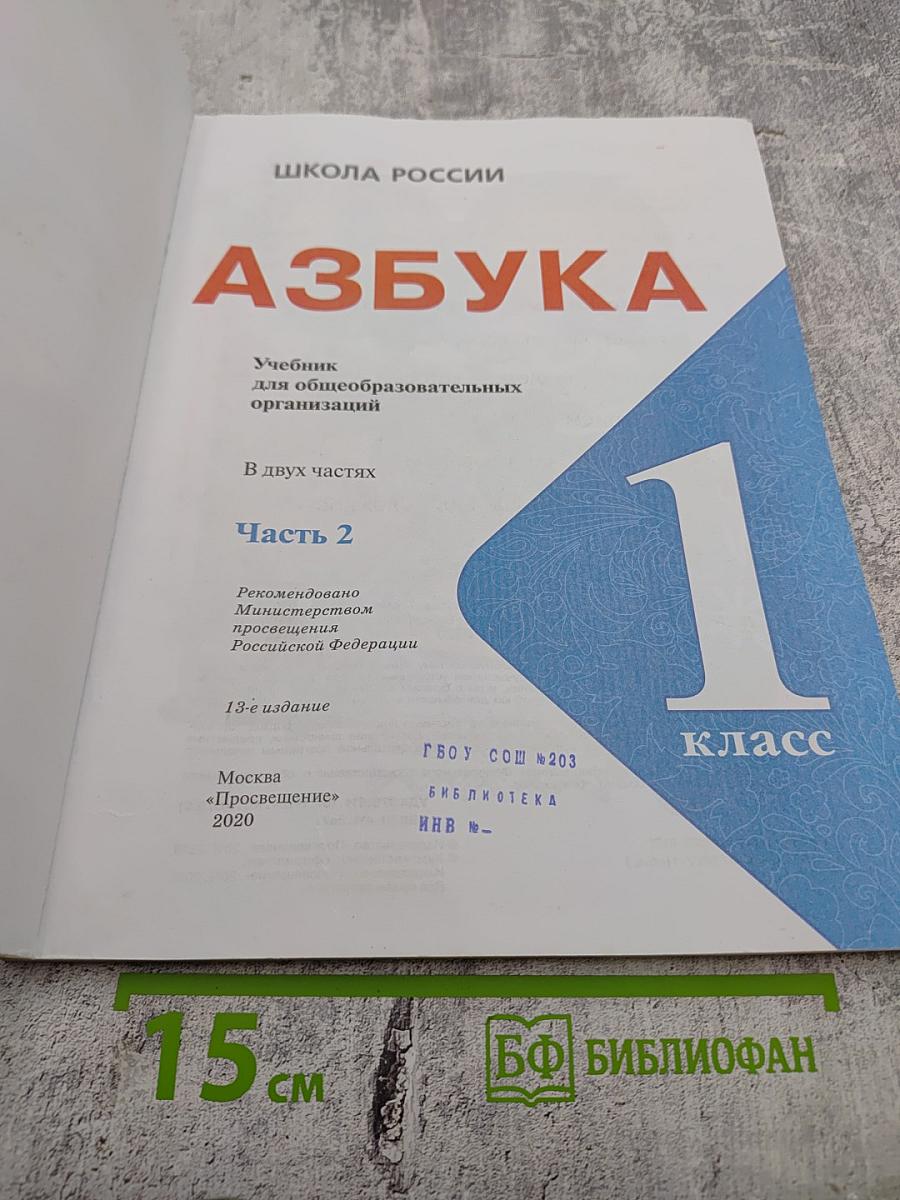 ШКОЛА РОССИИ
АЗБУКА
Учебник
для общеобразовательных
организаций
В двух частях
Часть 2
Рекомендовано
Министерством
просвещения
Российской Федерации
13-е издание
Москва
«Просвещение»
2020
1
класс
ГБОУ СОШ №203
БИБЛИОТЕКА
ИНВ №-
15 см
БФ БИБЛИОФАН